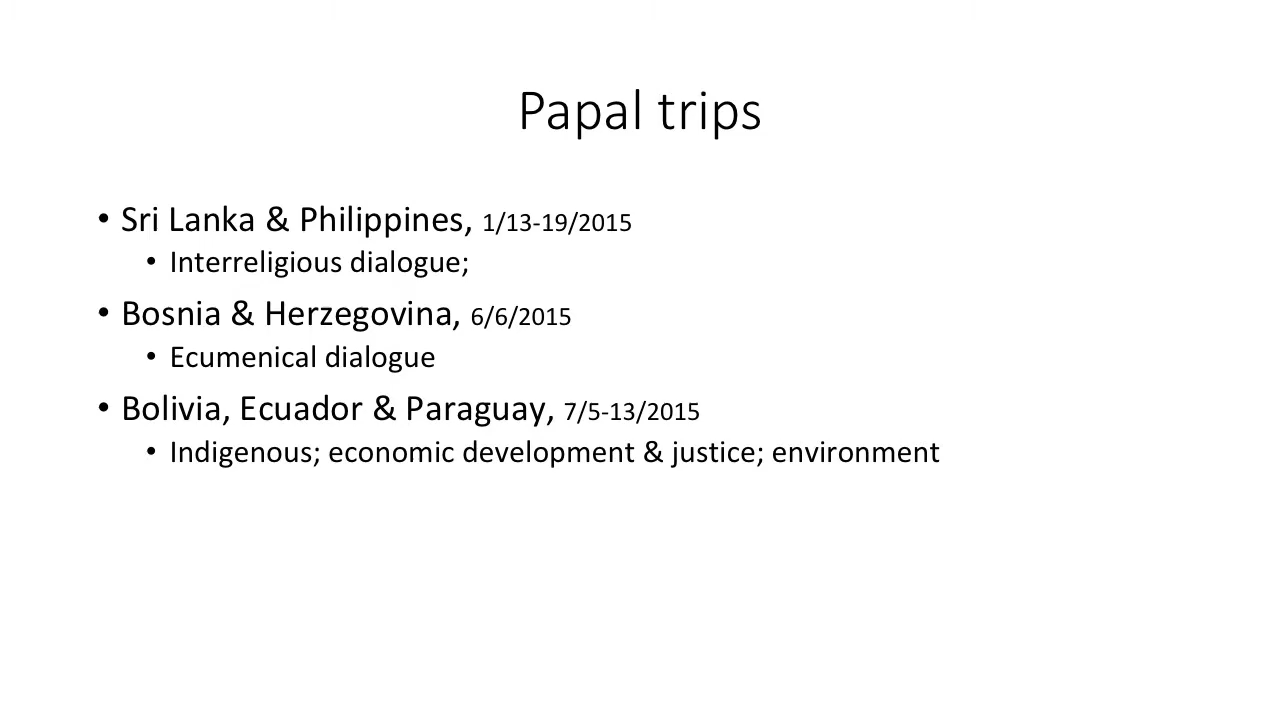 Papal trips
• Sri Lanka & Philippines, 1/13-19/2015
• Interreligious dialogue;
• Bosnia & Herzegovina, 6/6/2015
• Ecumenical dialogue
• Bolivia, Ecuador & Paraguay, 7/5-13/2015
• Indigenous; economic development & justice; environment